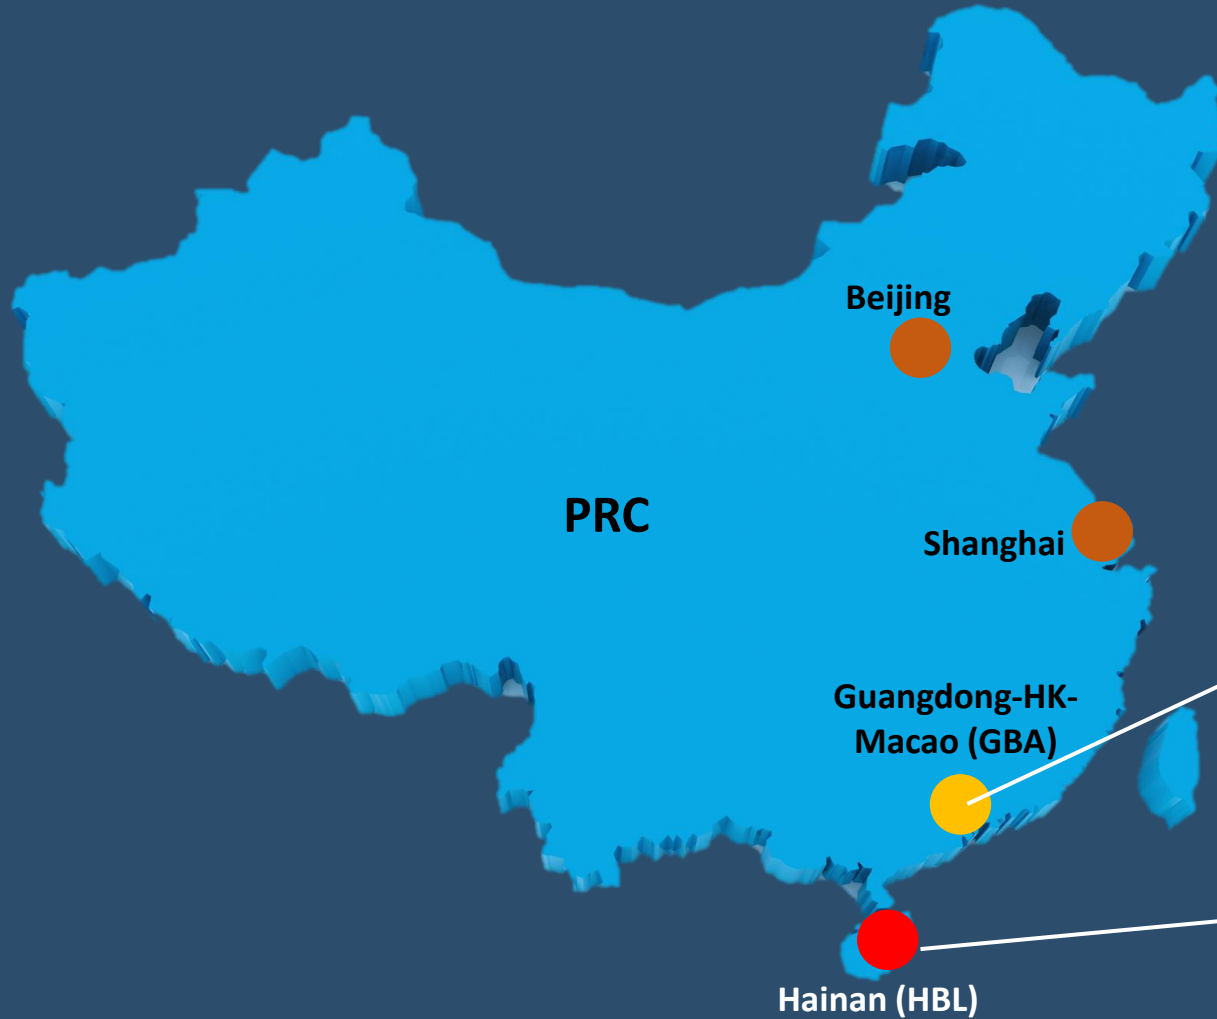 Beijing
PRC
Shanghai
Guangdong-HK-
Macao (GBA)
Hainan (HBL)